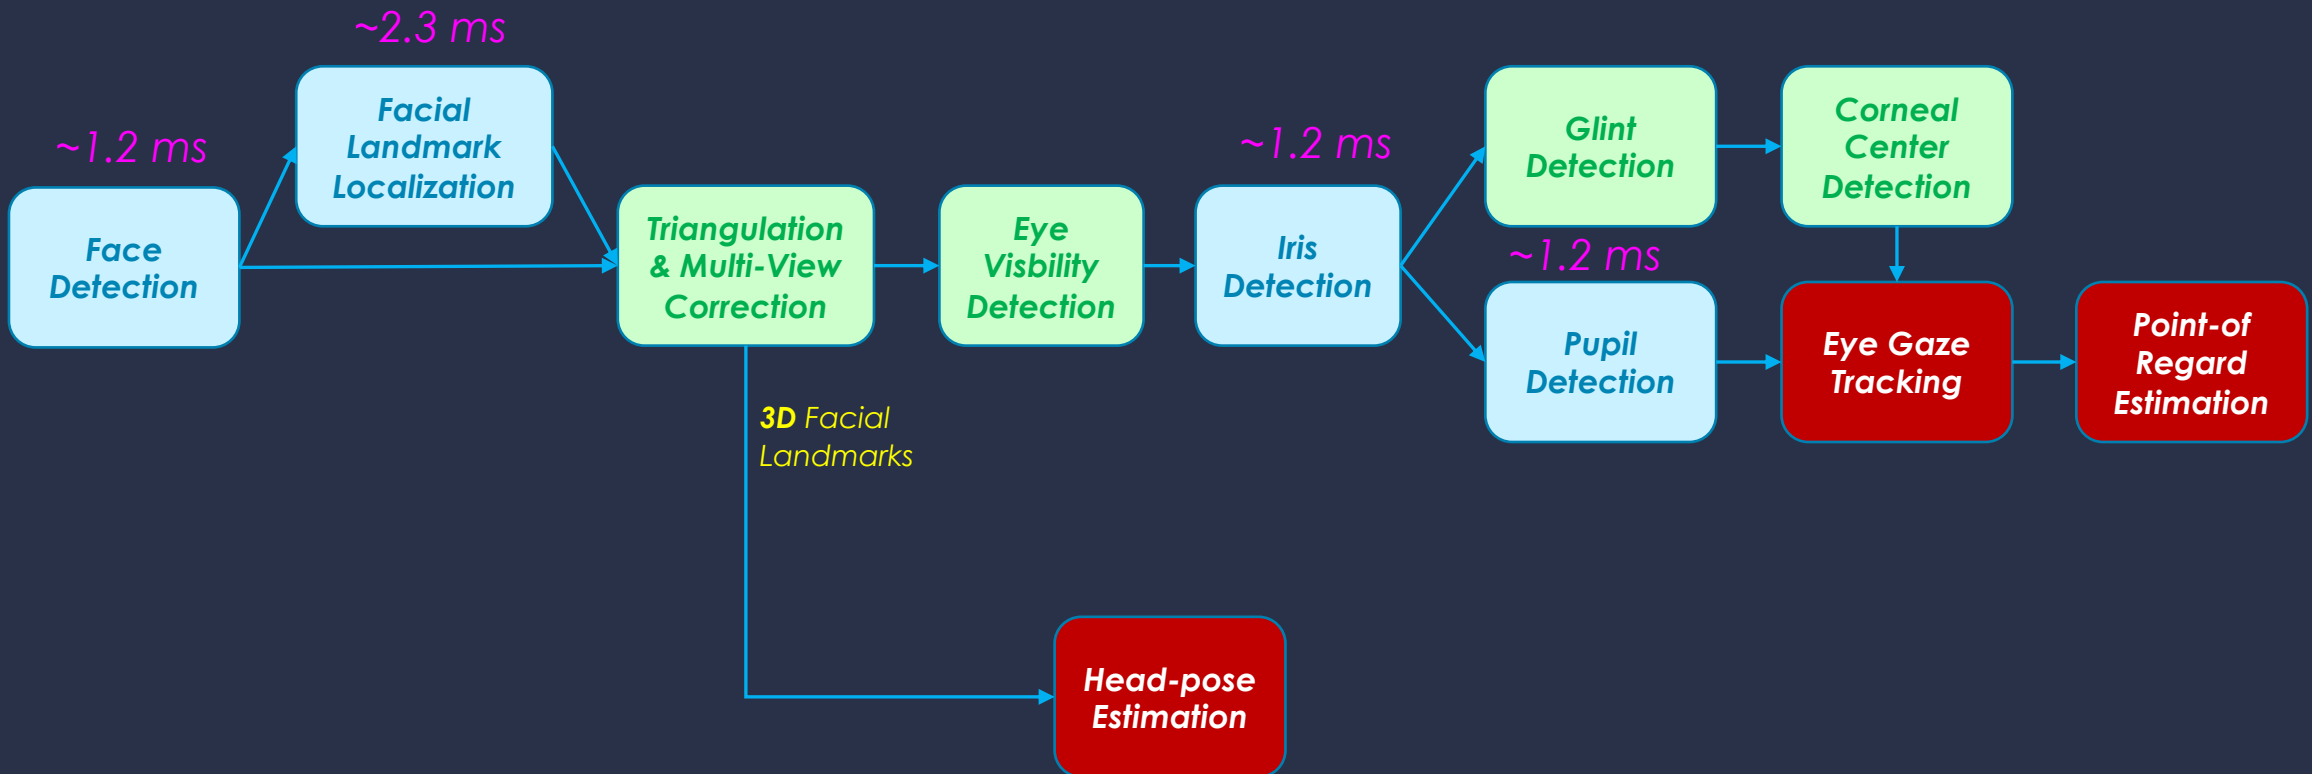 ~1.2 ms
Face
Detection
~2.3 ms
Facial
Landmark
Localization
Triangulation
& Multi-View
Correction
3D Facial
Landmarks
Head-pose
Estimation
Eye
Visbility
Detection
~1.2 ms
Iris
Detection
Glint
Detection
Corneal
Center
Detection
~1.2 ms
Pupil
Detection
Eye Gaze
Tracking
Point-of
Regard
Estimation